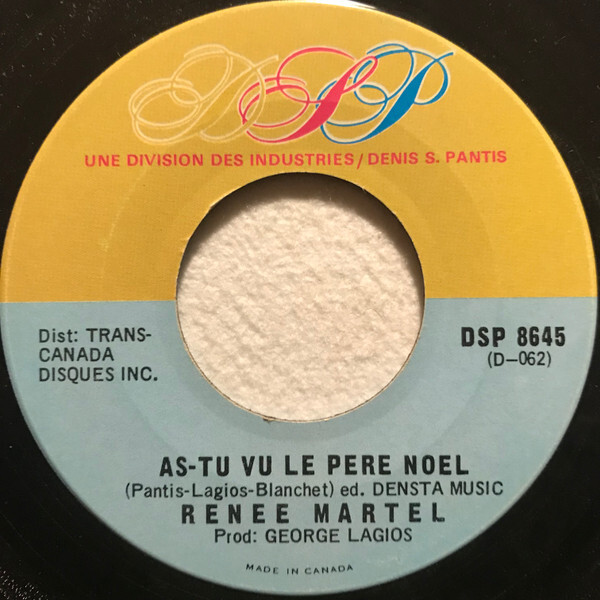 DSP
UNE DIVISION DES INDUSTRIES/DENIS S. PANTIS
Dist: TRANS-
CANADA
DISQUES INC.
DSP 8645
(D-062)
AS-TU VU LE PERE NOEL
(Pantis-Lagios-Blanchet) ed. DENSTA MUSIC
RENEE MARTEL
Prod: GEORGE LAGIOS
MADE IN CANADA